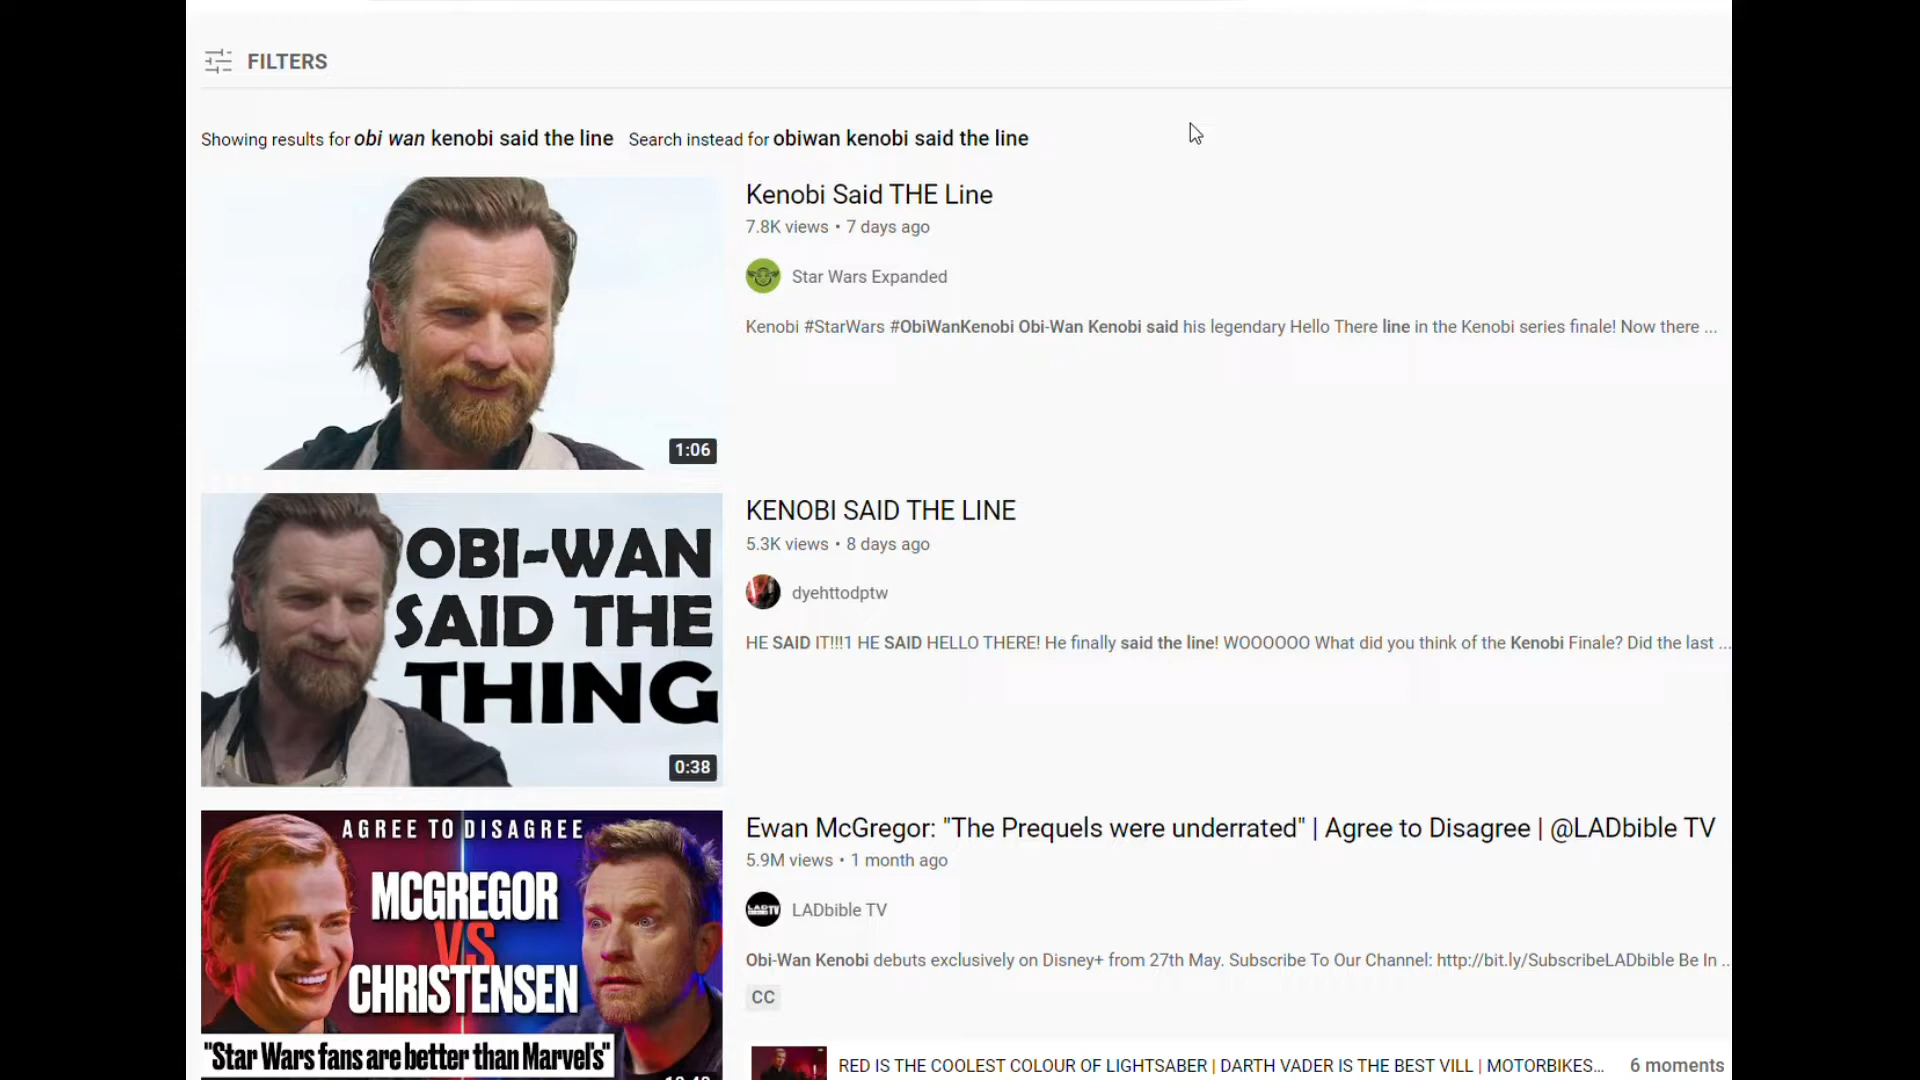 FILTERS
Showing results for obi wan kenobi said the line Search instead for obiwan kenobi said the line
Kenobi Said THE Line
7.8K views • 7 days ago
Star Wars Expanded
Kenobi #StarWars #ObiWanKenobi Obi-Wan Kenobi said his legendary Hello There line in the Kenobi series finale! Now there ...
1:06
OBI-WAN
SAID THE
THING
0:38
KENOBI SAID THE LINE
5.3K views • 8 days ago
dyehttodptw
HE SAID IT!!!1 HE SAID HELLO THERE! He finally said the line! WOOOOOO What did you think of the Kenobi Finale? Did the last ...
AGREE TO DISAGREE
MCGREGOR
VS
CHRISTENSEN
"Star Wars fans are better than Marvel's"
Ewan McGregor: "The Prequels were underrated" | Agree to Disagree | @LADbible TV
5.9M views • 1 month ago
LADbible TV
Obi-Wan Kenobi debuts exclusively on Disney+ from 27th May. Subscribe To Our Channel: http://bit.ly/SubscribeLADbible Be In ...
CC
RED IS THE COOLEST COLOUR OF LIGHTSABER | DARTH VADER IS THE BEST VILL | MOTORBIKES... 6 moments